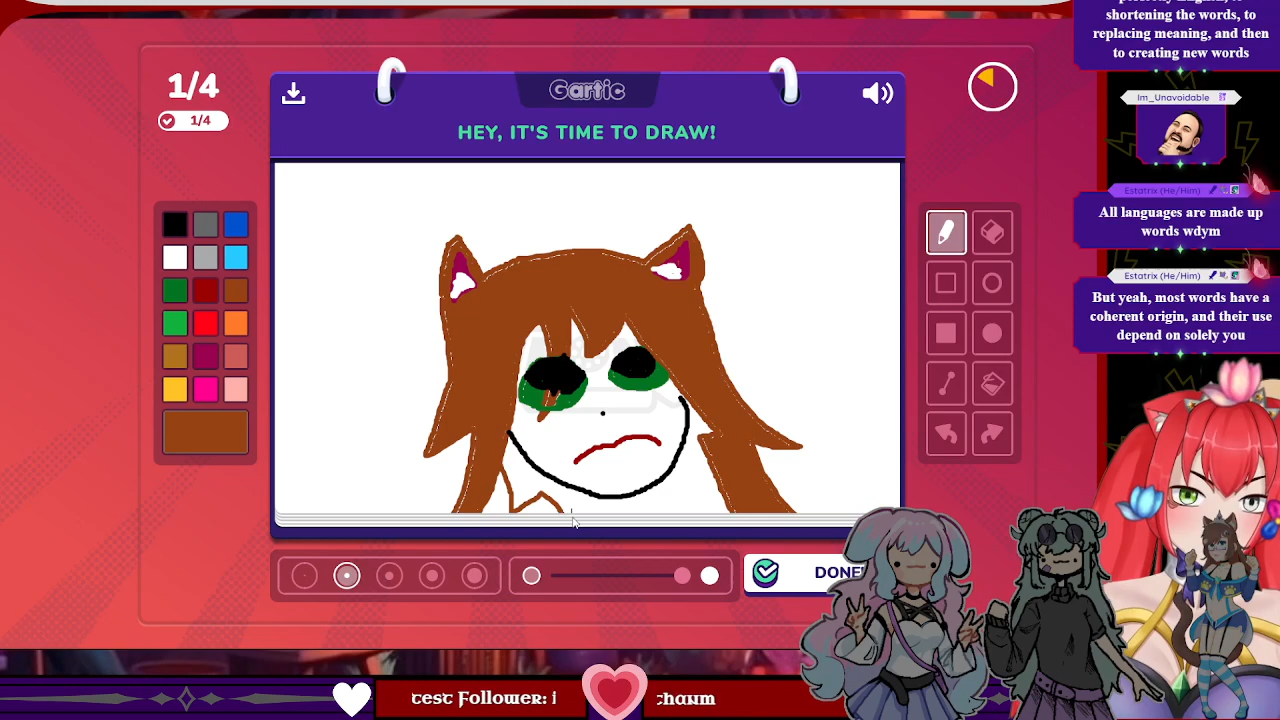 shortening the words, to
replacing meaning, and then
to creating new words
1/4
1/4
Gartic
HEY, IT'S TIME TO DRAW!
Im_Unavoidable
Estatrix (He/Him)
All languages are made up
words wdym
Estatrix (He/Him)
But yeah, most words have a
coherent origin, and their use
depend on solely you
DONE
Follower: i